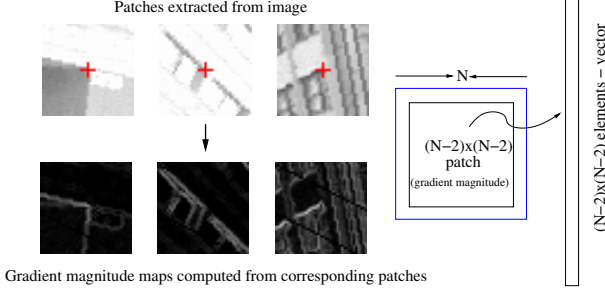 Patches extracted from image
N
(N−2)x(N−2)
patch
(gradient magnitude)
(N−2)x(N−2) elements − vector
Gradient magnitude maps computed from corresponding patches